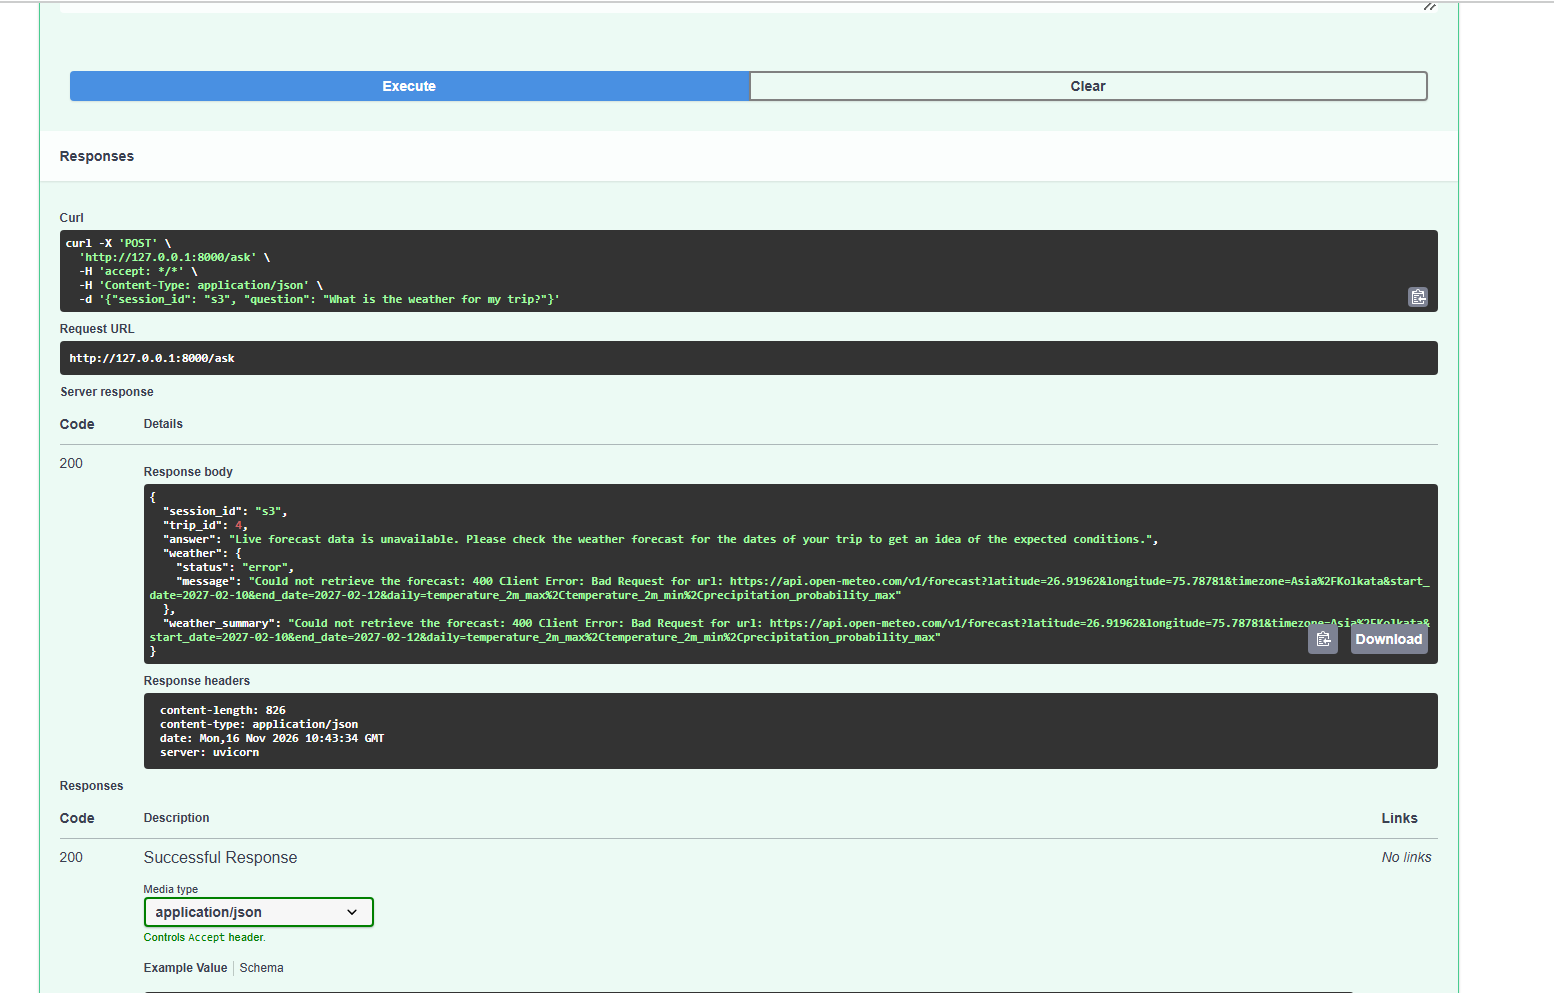 Execute
Clear
Responses
Curl
curl -X 'POST' \
'http://127.0.0.1:8000/ask' \
-H 'accept: */*' \
-H 'Content-Type: application/json' \
-d '{"session_id": "s3", "question": "What is the weather for my trip?"}'
Request URL
http://127.0.0.1:8000/ask
Server response
Code Details
200
Response body
{
"session_id": "s3",
"trip_id": 4,
"answer": "Live forecast data is unavailable. Please check the weather forecast for the dates of your trip to get an idea of the expected conditions.",
"weather": {
"status": "error",
"message": "Could not retrieve the forecast: 400 Client Error: Bad Request for url: https://api.open-meteo.com/v1/forecast?latitude=26.91962&longitude=75.78781&timezone=Asia%2FKolkata&start_
date=2027-02-10&end_date=2027-02-12&daily=temperature_2m_max%2Ctemperature_2m_min%2Cprecipitation_probability_max"
},
"weather_summary": "Could not retrieve the forecast: 400 Client Error: Bad Request for url: https://api.open-meteo.com/v1/forecast?latitude=26.91962&longitude=75.78781&timezone=Asia%2FKolkata&
start_date=2027-02-10&end_date=2027-02-12&daily=temperature_2m_max%2Ctemperature_2m_min%2Cprecipitation_probability_max"
}
Download
Response headers
content-length: 826
content-type: application/json
date: Mon,16 Nov 2026 10:43:34 GMT
server: uvicorn
Responses
Code Description Links
200 Successful Response No links
Media type
application/json
Controls Accept header.
Example Value Schema